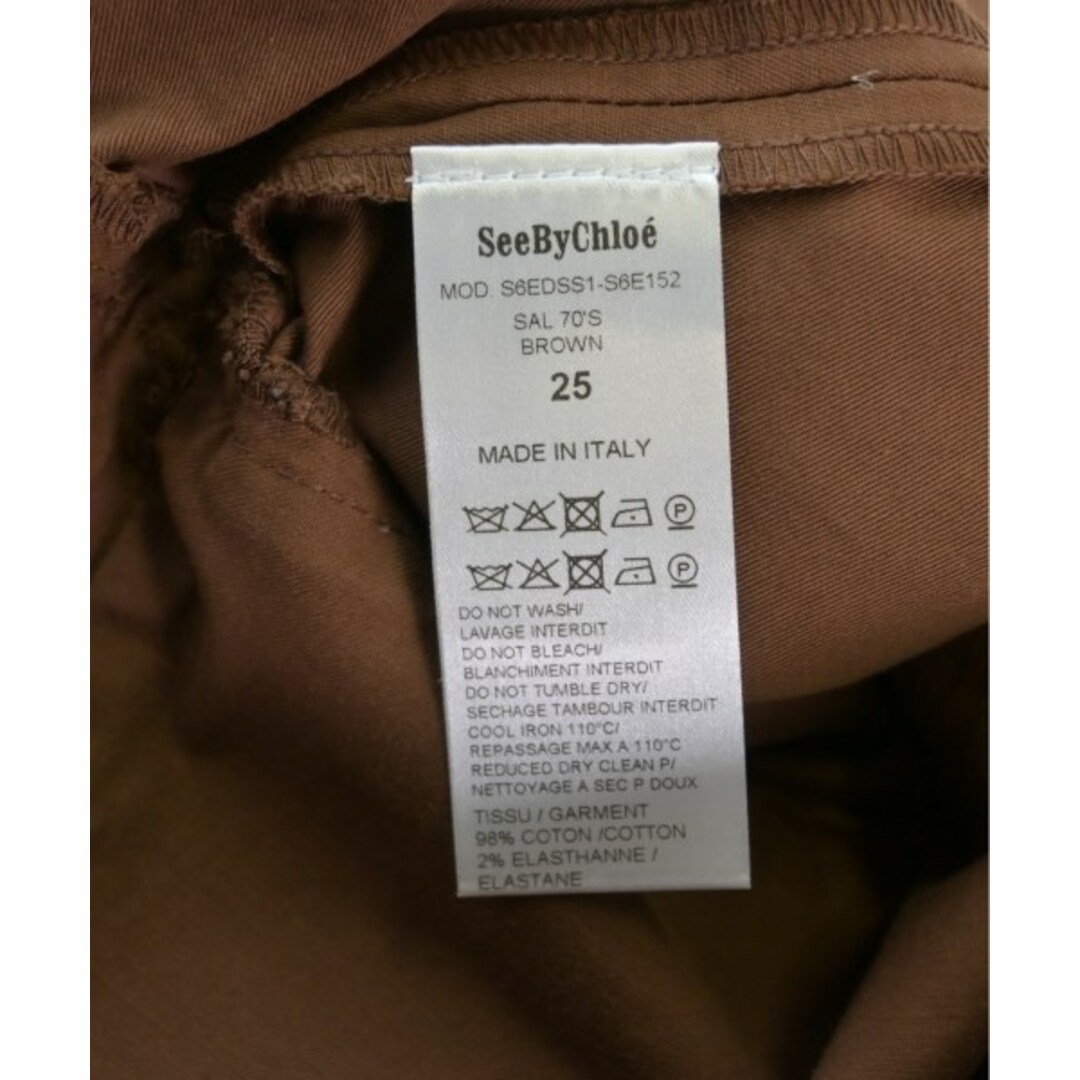 SeeByChloé
MOD. S6EDSS1-S6E152
SAL 70'S
BROWN
25
MADE IN ITALY
P
P
DO NOT WASH/
LAVAGE INTERDIT
DO NOT BLEACH/
BLANCHIMENT INTERDIT
DO NOT TUMBLE DRY/
SECHAGE TAMBOUR INTERDIT
COOL IRON 110°C/
REPASSAGE MAX A 110°C
REDUCED DRY CLEAN P/
NETTOYAGE A SEC P DOUX
TISSU / GARMENT
98% COTON /COTTON
2% ELASTHANNE /
ELASTANE